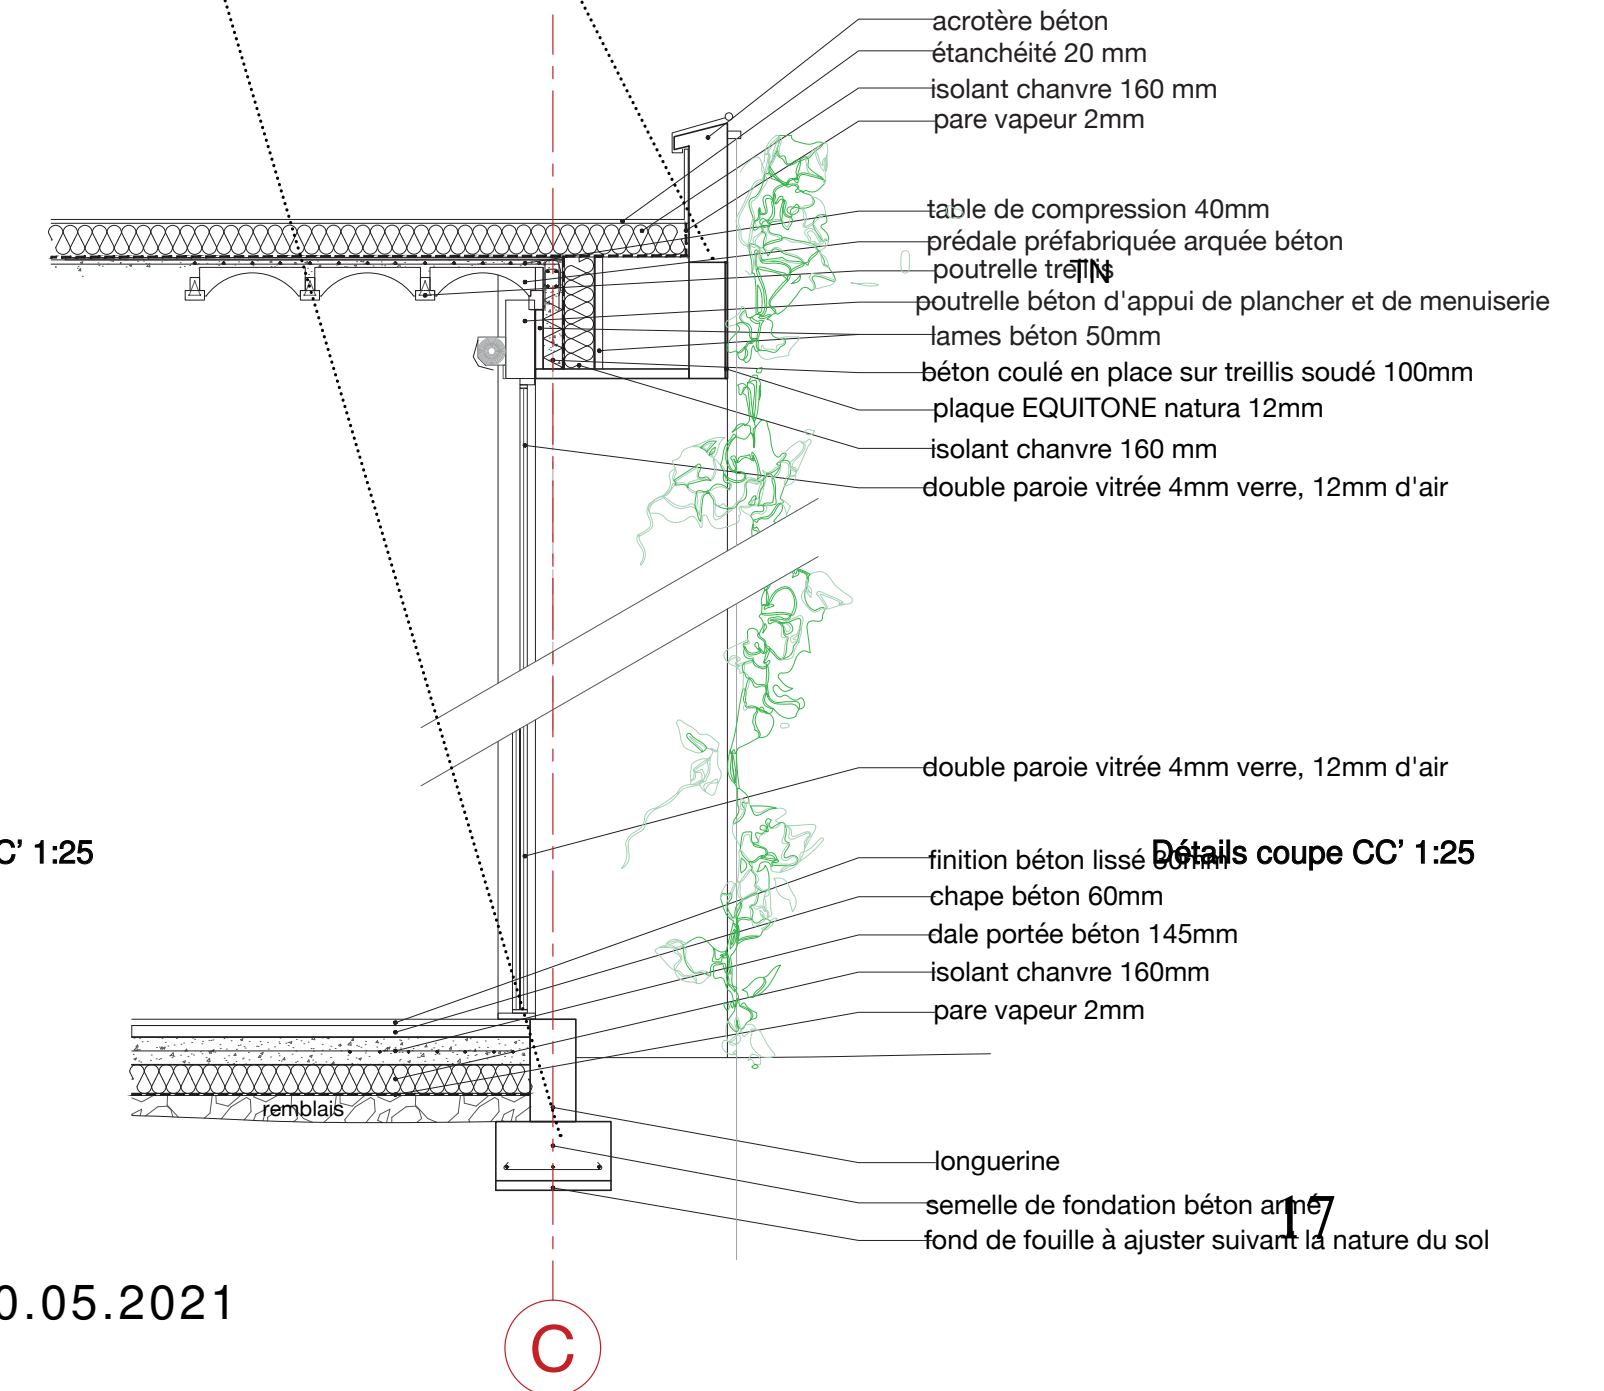 acrotère béton
étanchéité 20 mm
isolant chanvre 160 mm
pare vapeur 2mm
table de compression 40mm
prédale préfabriquée arquée béton
poutrelle treillis
TN
poutrelle béton d'appui de plancher et de menuiserie
lames béton 50mm
béton coulé en place sur treillis soudé 100mm
plaque EQUITONE natura 12mm
isolant chanvre 160 mm
double paroie vitrée 4mm verre, 12mm d'air
double paroie vitrée 4mm verre, 12mm d'air
C’ 1:25
finition béton lissé
Détails coupe CC’ 1:25
chape béton 60mm
dale portée béton 145mm
isolant chanvre 160mm
pare vapeur 2mm
remblais
longuerine
semelle de fondation béton armé
17
fond de fouille à ajuster suivant la nature du sol
0.05.2021
C